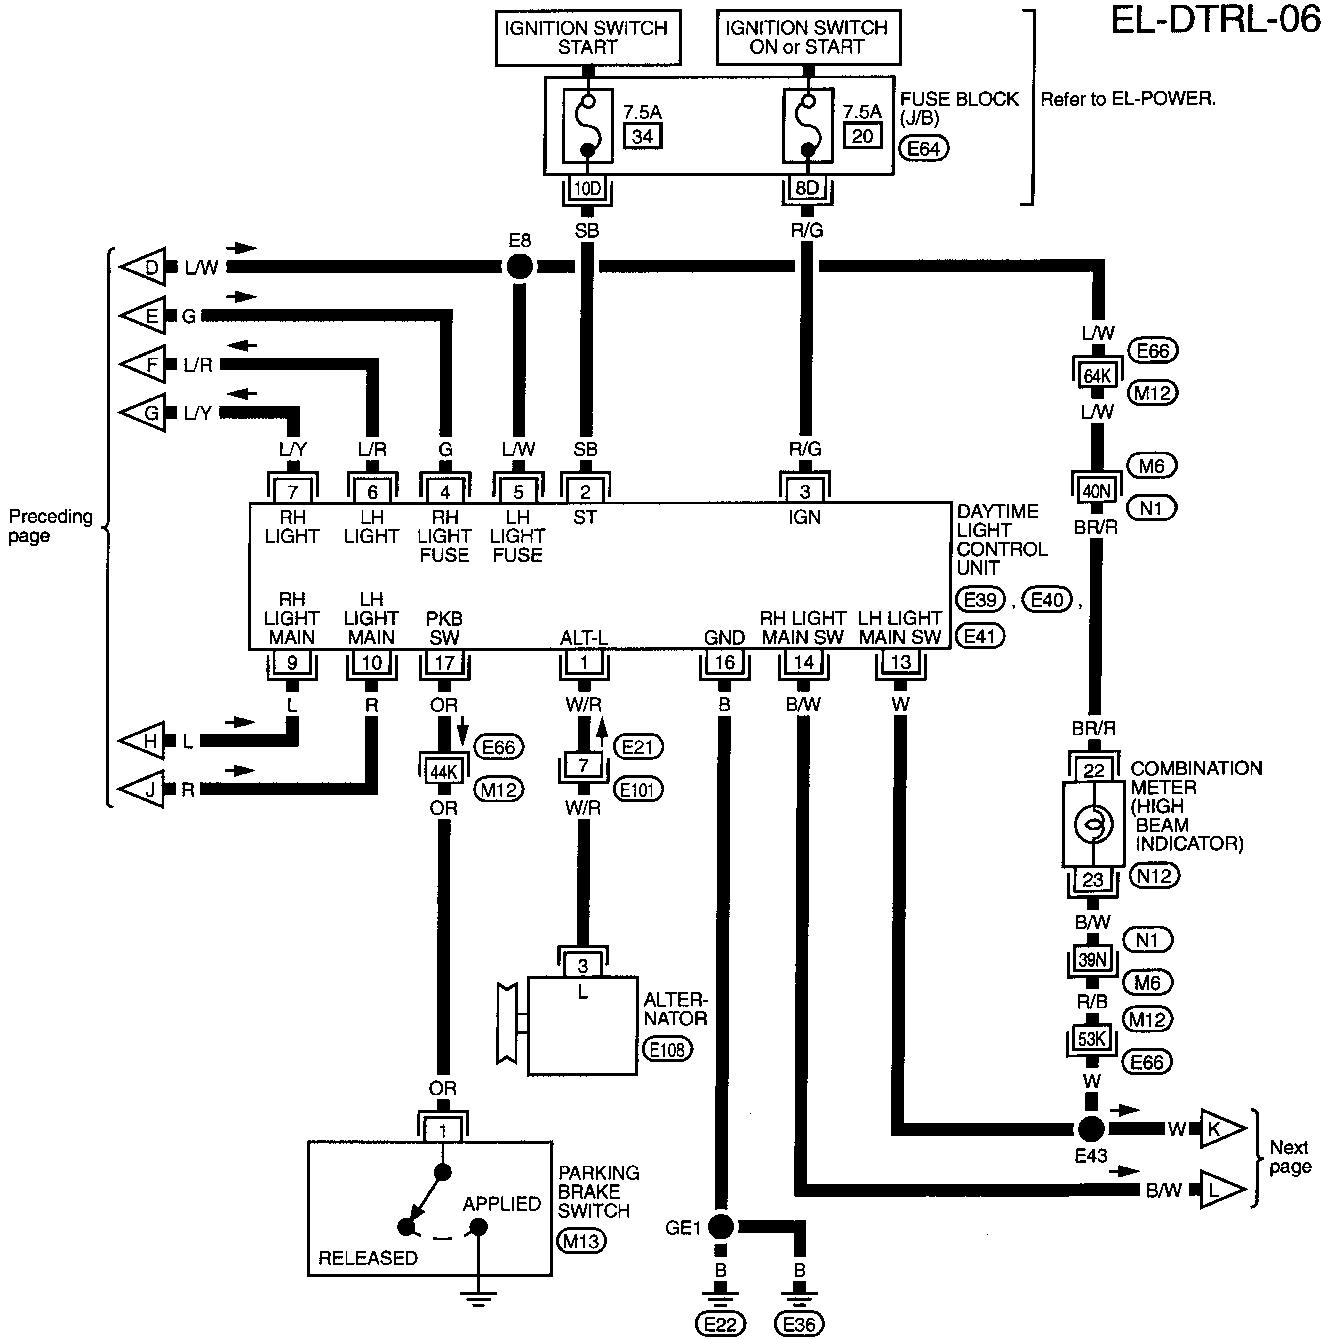 EL-DTRL-06
IGNITION SWITCH
START
IGNITION SWITCH
ON or START
7.5A
34
7.5A
20
FUSE BLOCK
(J/B)
E64
Refer to EL-POWER.
10D
8D
SB
R/G
E8
D L/W
E G
F L/R
G L/Y
L/W
E66
64K
M12
L/W
M6
40N
N1
BR/R
L/Y
L/R
G
L/W
SB
R/G
7
6
4
5
2
3
RH
LIGHT
LH
LIGHT
RH
LIGHT
FUSE
LH
LIGHT
FUSE
ST
IGN
DAYTIME
LIGHT
CONTROL
UNIT
E39 , E40 ,
E41
Preceding
page
RH
LIGHT
MAIN
LH
LIGHT
MAIN
PKB
SW
ALT-L
GND
RH LIGHT
MAIN SW
LH LIGHT
MAIN SW
9
10
17
1
16
14
13
L
R
OR
W/R
B
B/W
W
H L
J R
E66
44K
M12
OR
E21
7
E101
W/R
BR/R
22
COMBINATION
METER
(HIGH
BEAM
INDICATOR)
23
N12
B/W
N1
39N
M6
R/B
M12
53K
E66
W
3
L
ALTER-
NATOR
E108
OR
1
PARKING
BRAKE
SWITCH
M13
APPLIED
RELEASED
E43
W K
B/W L
Next
page
GE1
B
B
E22
E36